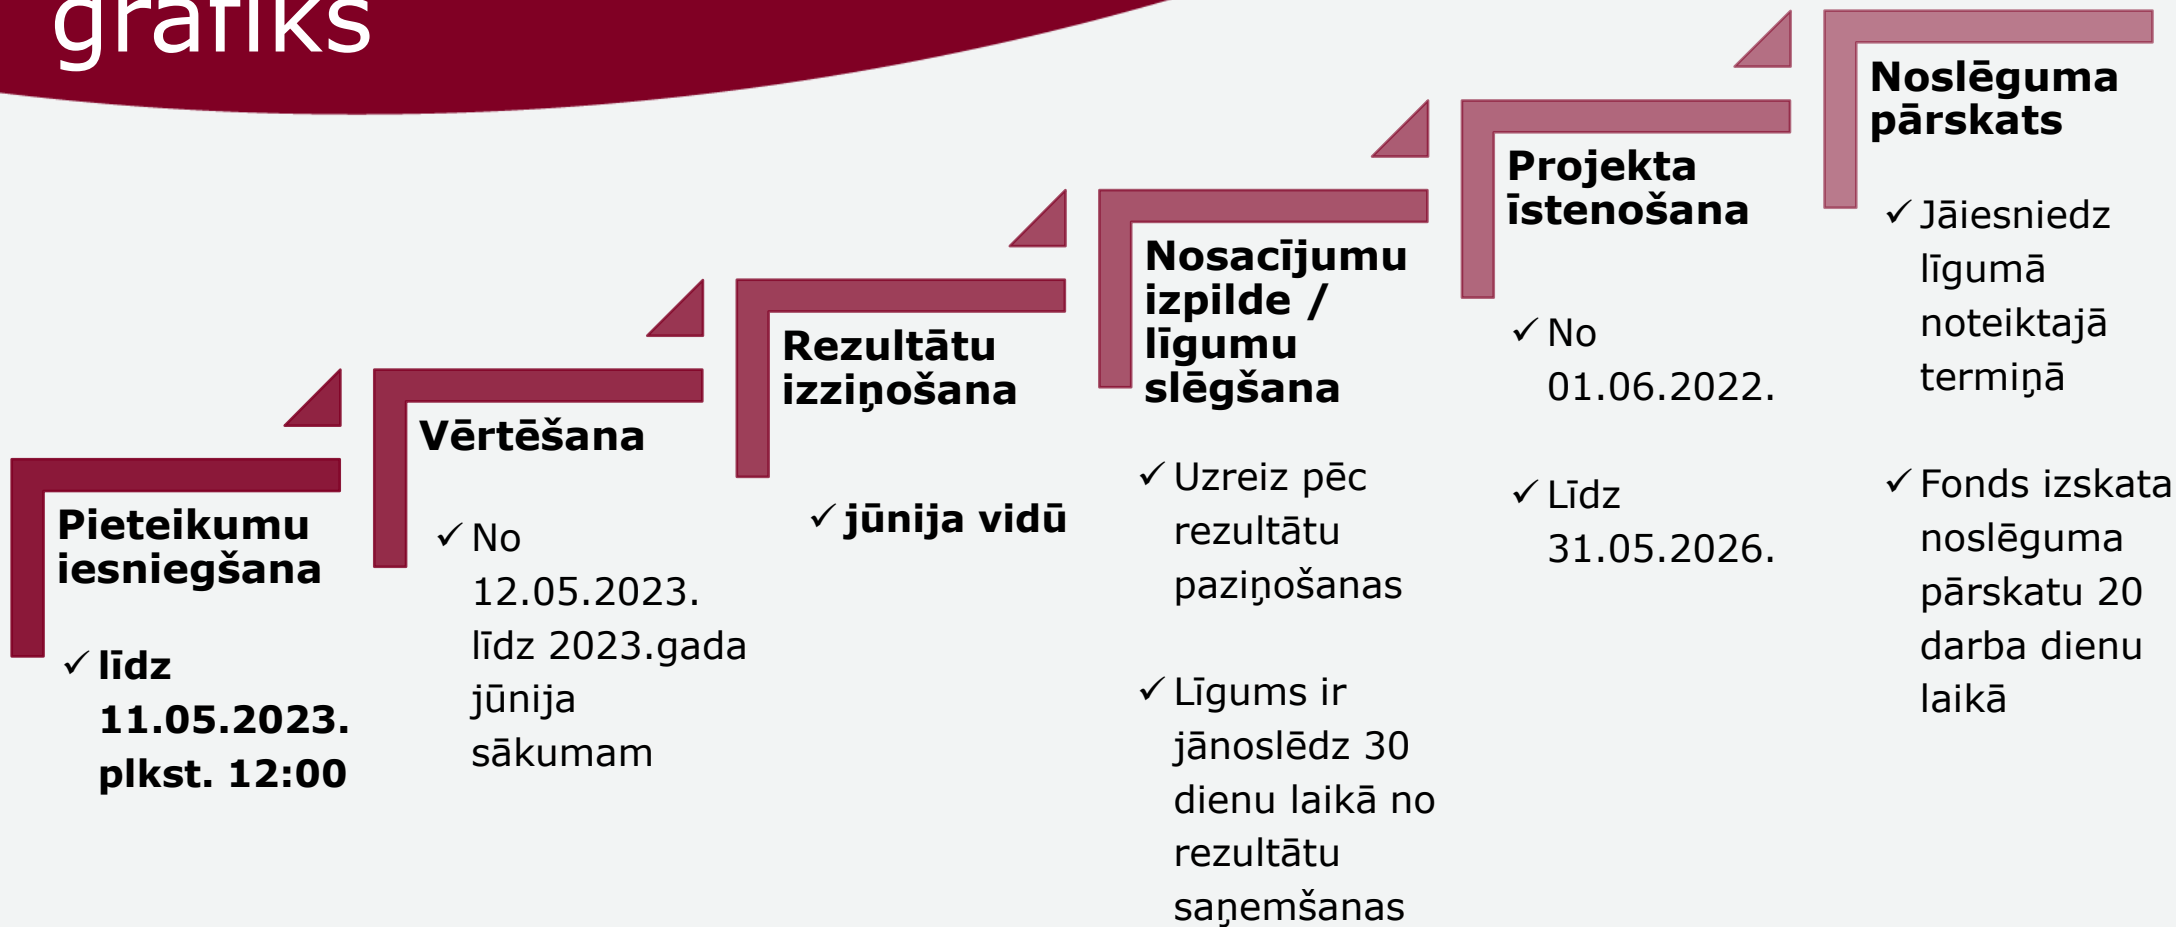 grafiks
Pieteikumu
iesniegšana
līdz
11.05.2023.
plkst. 12:00
Vērtēšana
No
12.05.2023.
līdz 2023.gada
jūnija
sākumam
Rezultātu
izziņošana
jūnija vidū
Nosacījumu
izpilde /
līgumu
slēgšana
Uzreiz pēc
rezultātu
paziņošanas
Līgums ir
jānoslēdz 30
dienu laikā no
rezultātu
saņemšanas
Projekta
īstenošana
No
01.06.2022.
Līdz
31.05.2026.
Noslēguma
pārskats
Jāiesniedz
līgumā
noteiktajā
termiņā
Fonds izskata
noslēguma
pārskatu 20
darba dienu
laikā